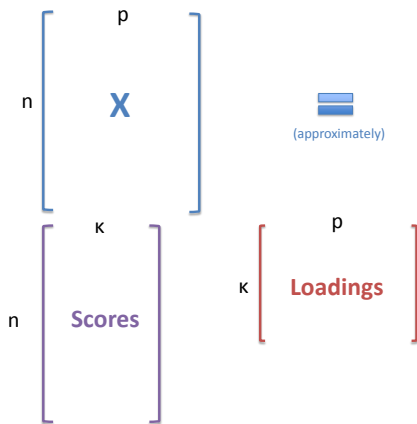 p
n
X
(approximately)
κ
p
κ
Loadings
n
Scores